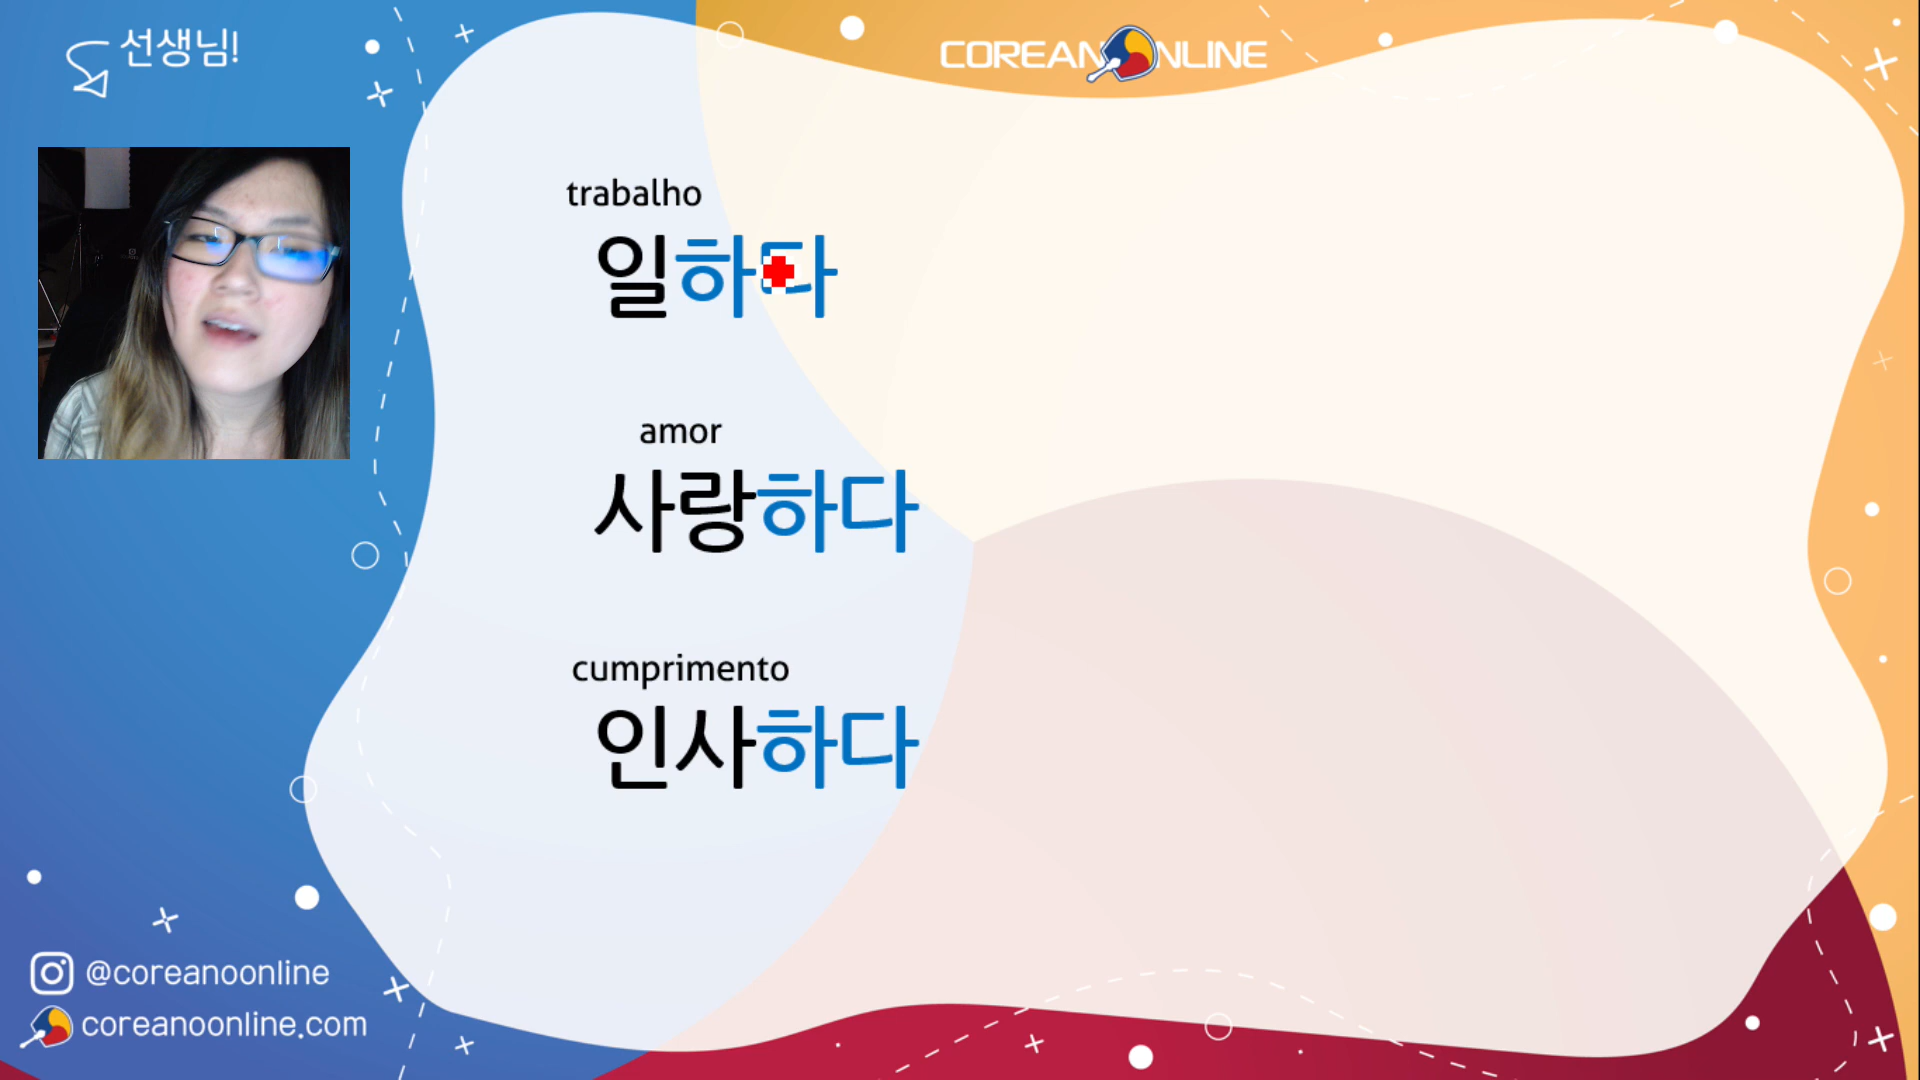 선생님!
COREANONLINE
trabalho
일하다
amor
사랑하다
cumprimento
인사하다
@coreanoonline
coreanoonline.com